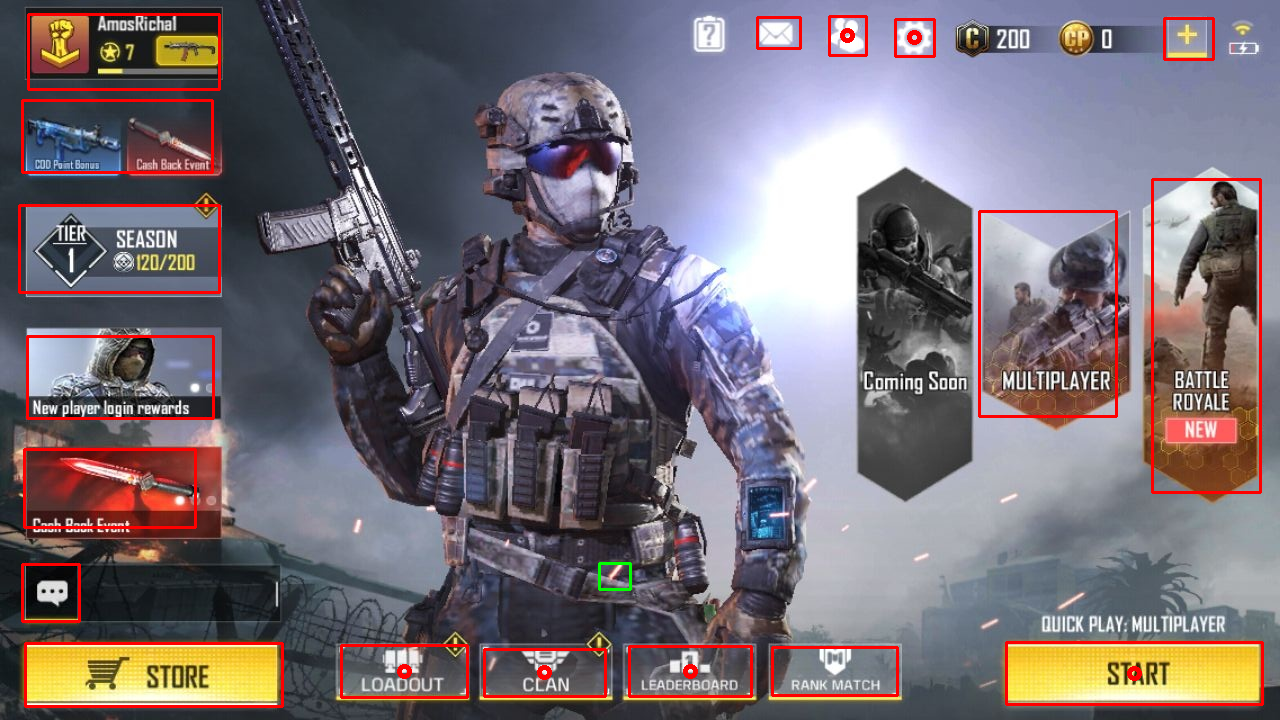 AmosRicha1
7
200
0
COD Point Bonus
Cash Back Event
TIER
1
SEASON
120/200
New player login rewards
Cash Back Event
Coming Soon
MULTIPLAYER
BATTLE
ROYALE
NEW
QUICK PLAY: MULTIPLAYER
STORE
LOADOUT
CLAN
LEADERBOARD
RANK MATCH
START